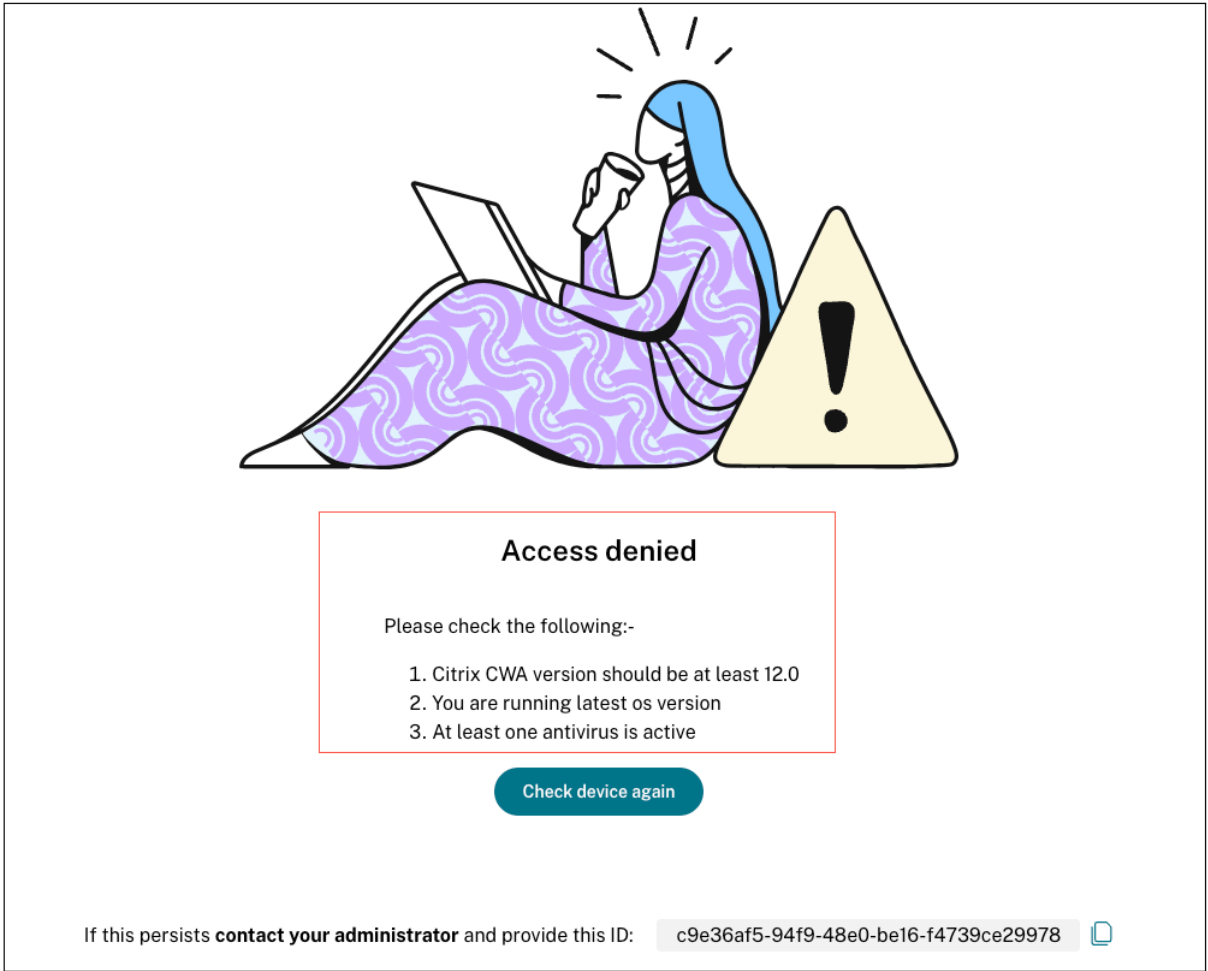 Access denied
Please check the following:-
1. Citrix CWA version should be at least 12.0
2. You are running latest os version
3. At least one antivirus is active
Check device again
If this persists contact your administrator and provide this ID: c9e36af5-94f9-48e0-be16-f4739ce29978